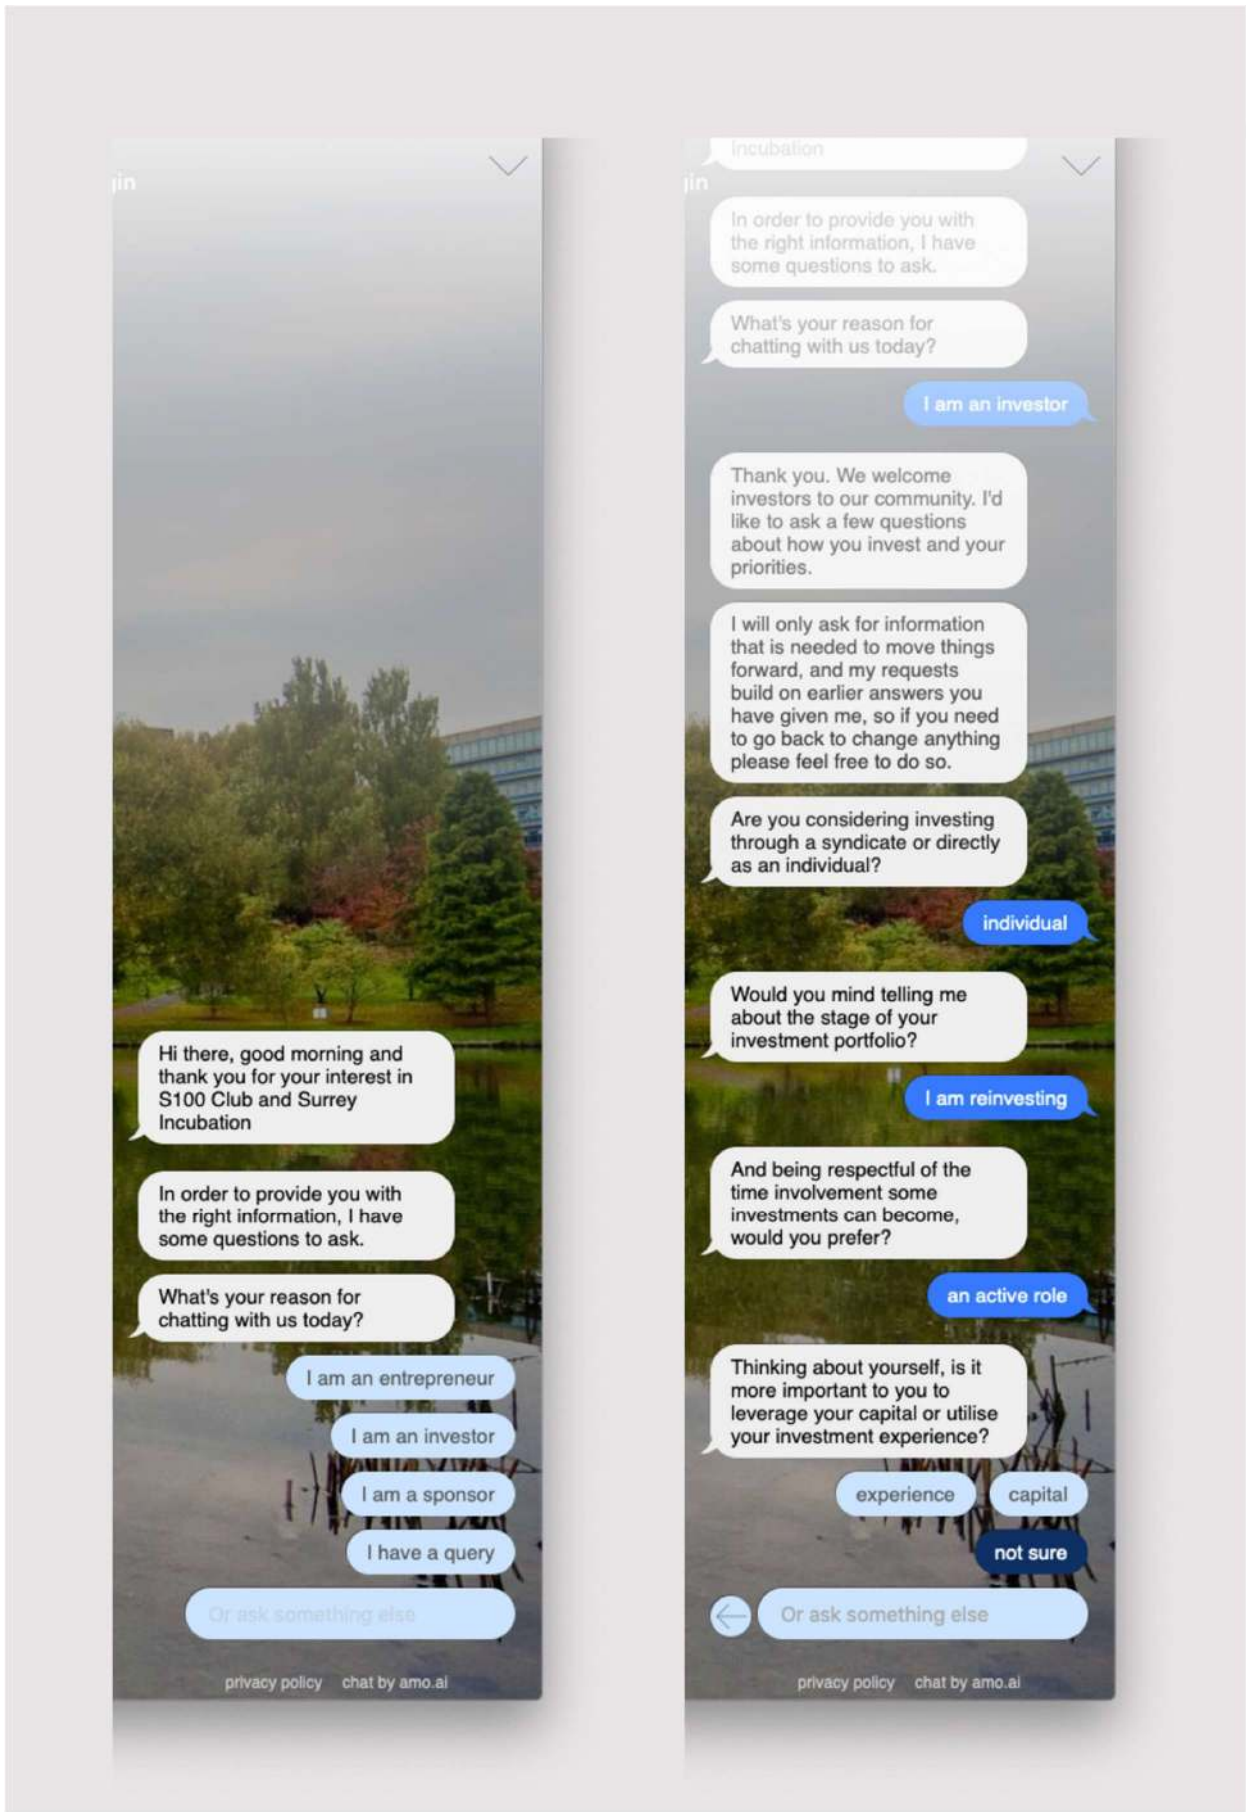 gin
Hi there, good morning and
thank you for your interest in
S100 Club and Surrey
Incubation
In order to provide you with
the right information, I have
some questions to ask.
What's your reason for
chatting with us today?
I am an entrepreneur
I am an investor
I am a sponsor
I have a query
Or ask something else
privacy policy chat by amo.ai
incubation
gin
In order to provide you with
the right information, I have
some questions to ask.
What's your reason for
chatting with us today?
I am an investor
Thank you. We welcome
investors to our community. I'd
like to ask a few questions
about how you invest and your
priorities.
I will only ask for information
that is needed to move things
forward, and my requests
build on earlier answers you
have given me, so if you need
to go back to change anything
please feel free to do so.
Are you considering investing
through a syndicate or directly
as an individual?
individual
Would you mind telling me
about the stage of your
investment portfolio?
I am reinvesting
And being respectful of the
time involvement some
investments can become,
would you prefer?
an active role
Thinking about yourself, is it
more important to you to
leverage your capital or utilise
your investment experience?
experience capital
not sure
Or ask something else
privacy policy chat by amo.ai